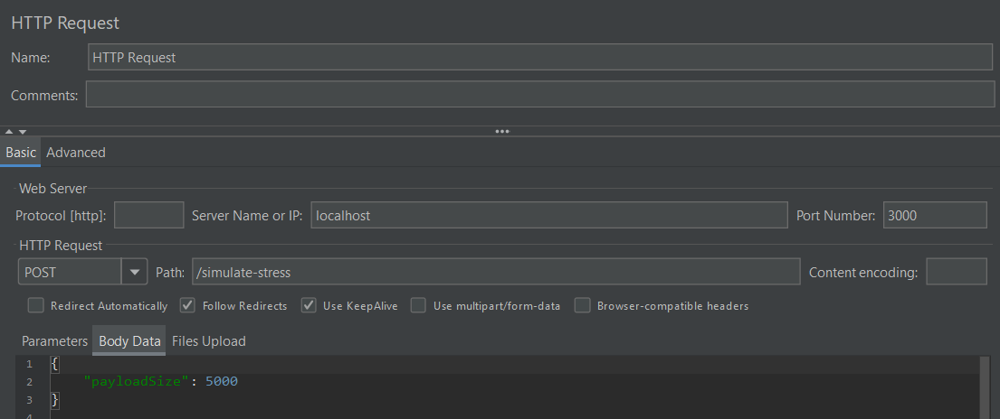 HTTP Request
Name: HTTP Request
Comments:
Basic Advanced
Web Server
Protocol [http]: Server Name or IP: localhost Port Number: 3000
HTTP Request
POST Path: /simulate-stress Content encoding:
Redirect Automatically Follow Redirects Use KeepAlive Use multipart/form-data Browser-compatible headers
Parameters Body Data Files Upload
1 {
2 "payloadSize": 5000
3 }
4